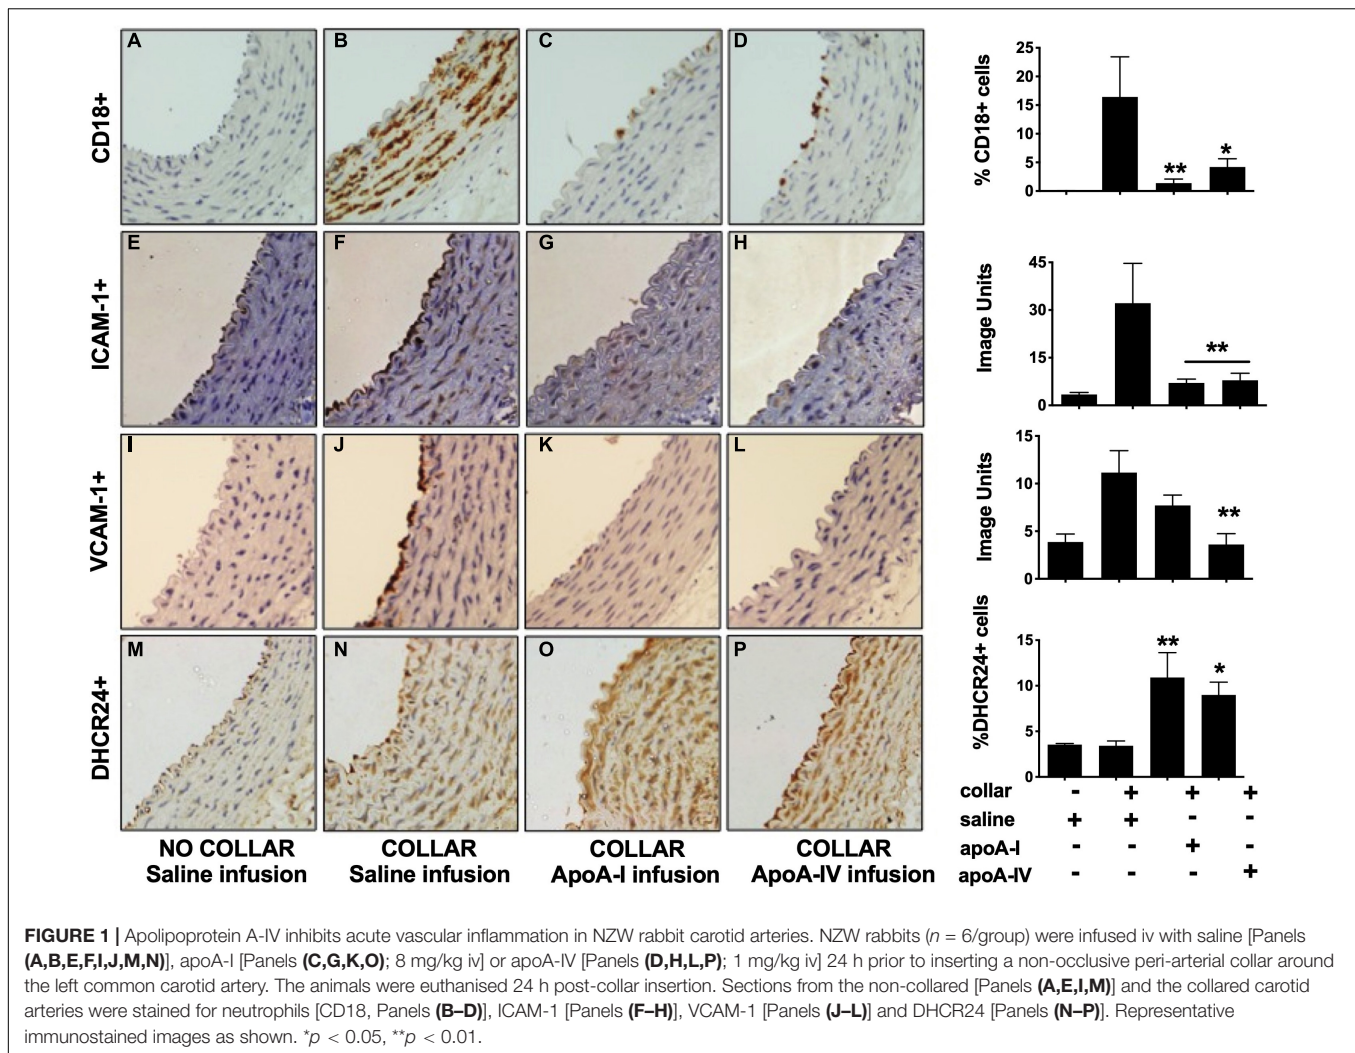 A B C D
CD18+
25
20
15
10
5
0
% CD18+ cells
**
*
E F G H
ICAM-1+
45
30
15
0
Image Units
**
I J K L
VCAM-1+
15
10
5
0
Image Units
**
M N O P
DHCR24+
15
10
5
0
%DHCR24+ cells
**
*
collar - + + +
saline + + - -
apoA-I - - + -
apoA-IV - - - +
NO COLLAR COLLAR COLLAR COLLAR
Saline infusion Saline infusion ApoA-I infusion ApoA-IV infusion
FIGURE 1 | Apolipoprotein A-IV inhibits acute vascular inflammation in NZW rabbit carotid arteries. NZW rabbits (n = 6/group) were infused iv with saline [Panels
(A,B,E,F,I,J,M,N)], apoA-I [Panels (C,G,K,O); 8 mg/kg iv] or apoA-IV [Panels (D,H,L,P); 1 mg/kg iv] 24 h prior to inserting a non-occlusive peri-arterial collar around
the left common carotid artery. The animals were euthanised 24 h post-collar insertion. Sections from the non-collared [Panels (A,E,I,M)] and the collared carotid
arteries were stained for neutrophils [CD18, Panels (B–D)], ICAM-1 [Panels (F–H)], VCAM-1 [Panels (J–L)] and DHCR24 [Panels (N–P)]. Representative
immunostained images as shown. *p < 0.05, **p < 0.01.